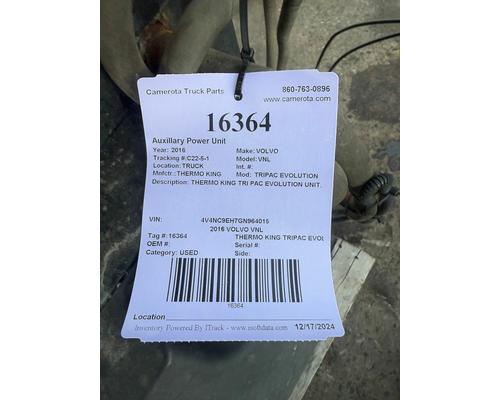 Camerota Truck Parts 860-763-0896
www.camerota.com
16364
Auxillary Power Unit
Year: 2016 Make: VOLVO
Tracking #:C22-5-1 Model: VNL
Location: TRUCK Int. #:
Mnfctr: THERMO KING Mod: TRIPAC EVOLUTION
Description: THERMO KING TRI PAC EVOLUTION UNIT.
VIN: 4V4NC9EH7GN964015
2016 VOLVO VNL
Tag #: 16364 THERMO KING TRIPAC EVOL
OEM #: Serial #:
Category: USED Side:
16364
Location
Inventory Powered By ITrack - www.isoftdata.com 12/17/2024